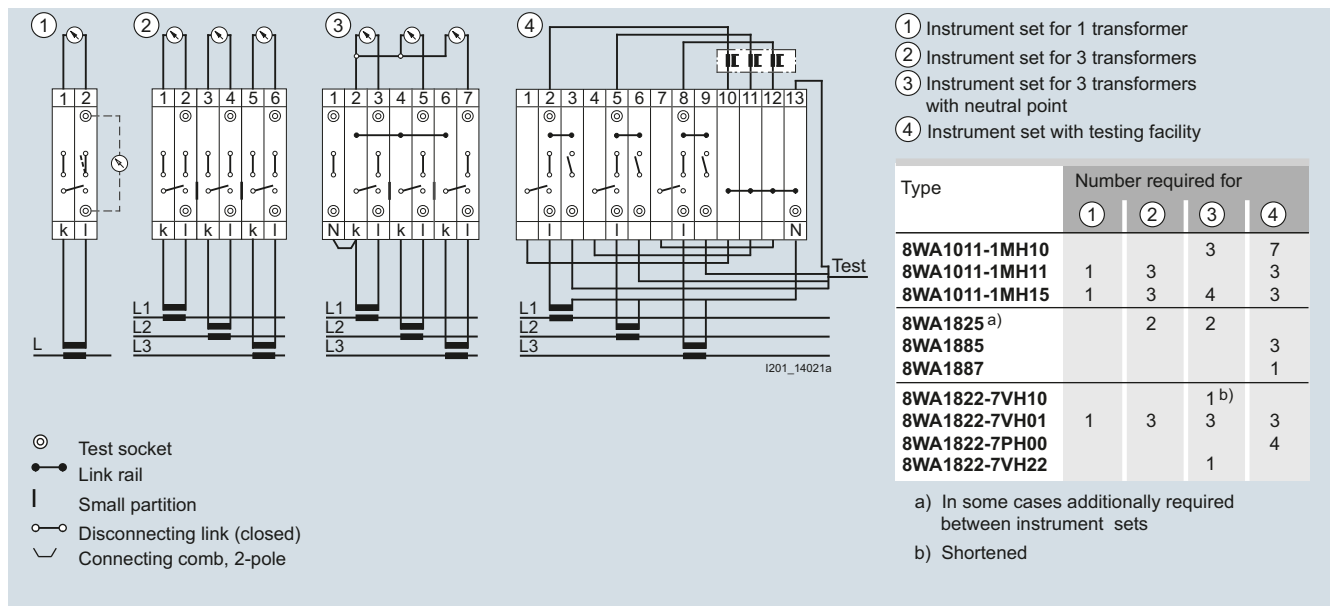 1
1 2
k l
L
2
1 2 3 4 5 6
k l k l k l
L1
L2
L3
3
1 2 3 4 5 6 7
N k l k l k l
L1
L2
L3
4
1 2 3 4 5 6 7 8 9 10 11 12 13
l l l N
Test
L1
L2
L3
I201_14021a
Test socket
Link rail
Small partition
Disconnecting link (closed)
Connecting comb, 2-pole
1 Instrument set for 1 transformer
2 Instrument set for 3 transformers
3 Instrument set for 3 transformers
with neutral point
4 Instrument set with testing facility
Type Number required for
1 2 3 4
8WA1011-1MH10 3 7
8WA1011-1MH11 1 3 3
8WA1011-1MH15 1 3 4 3
8WA1825 a) 2 2
8WA1885 3
8WA1887 1
8WA1822-7VH10 1 b)
8WA1822-7VH01 1 3 3 3
8WA1822-7PH00 4
8WA1822-7VH22 1
a) In some cases additionally required
between instrument sets
b) Shortened